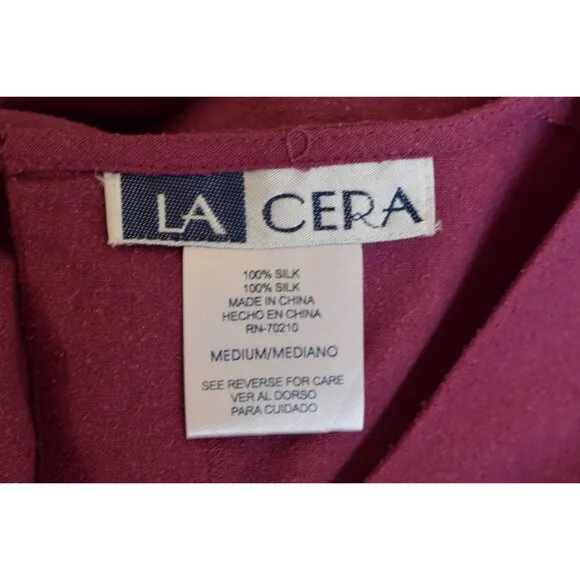 LA CERA
100% SILK
100% SILK
MADE IN CHINA
HECHO EN CHINA
RN-70210
MEDIUM/MEDIANO
SEE REVERSE FOR CARE
VER AL DORSO
PARA CUIDADO